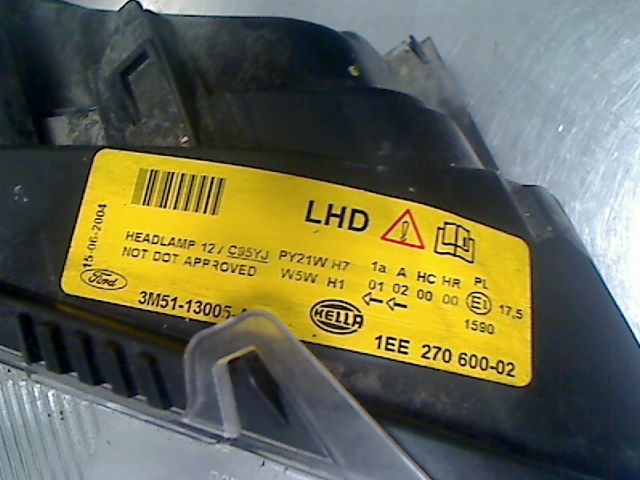 LHD
15-06-2004
HEADLAMP 12 / C95YJ PY21W H7 1a A HC HR PL
NOT DOT APPROVED W5W H1 01 02 00 00 E1 17,5
1590
Ford
3M51-13005-
HELLA
1EE 270 600-02